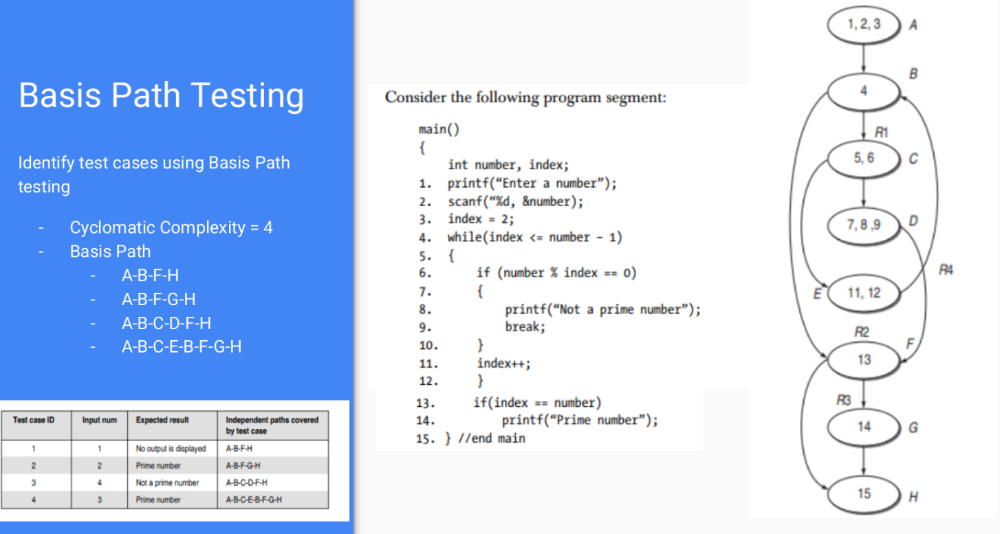 Basis Path Testing
Identify test cases using Basis Path
testing
- Cyclomatic Complexity = 4
- Basis Path
- A-B-F-H
- A-B-F-G-H
- A-B-C-D-F-H
- A-B-C-E-B-F-G-H
Test case ID Input num Expected result Independent paths covered
by test case
1 1 No output is displayed A-B-F-H
2 2 Prime number A-B-F-G-H
3 4 Not a prime number A-B-C-D-F-H
4 3 Prime number A-B-C-E-B-F-G-H
Consider the following program segment:
main()
{
int number, index;
1. printf(“Enter a number”);
2. scanf(“%d, &number);
3. index = 2;
4. while(index <= number - 1)
5. {
6. if (number % index == 0)
7. {
8. printf(“Not a prime number”);
9. break;
10. }
11. index++;
12. }
13. if(index == number)
14. printf(“Prime number”);
15. } //end main
1, 2, 3 A
B
4
R1
5, 6 C
7, 8 ,9 D
R4
E 11, 12
R2
F
13
R3
14 G
15 H